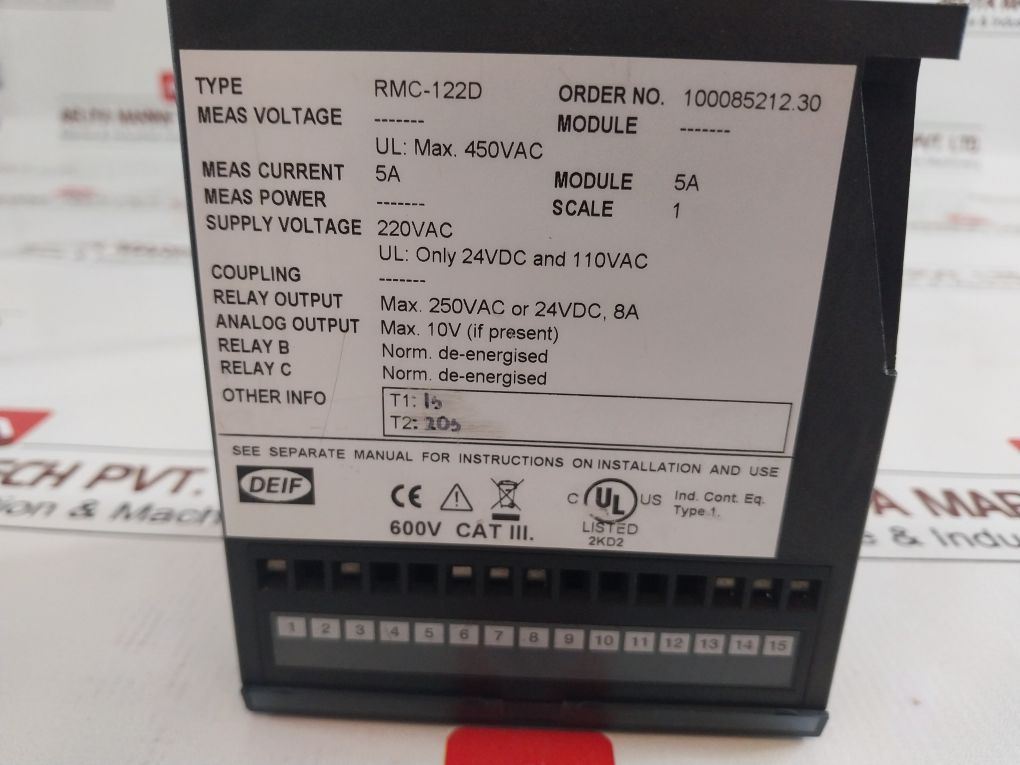 TYPE RMC-122D ORDER NO. 100085212.30
MEAS VOLTAGE ------- MODULE -------
UL: Max. 450VAC
MEAS CURRENT 5A MODULE 5A
MEAS POWER ------- SCALE 1
SUPPLY VOLTAGE 220VAC
UL: Only 24VDC and 110VAC
COUPLING -------
RELAY OUTPUT Max. 250VAC or 24VDC, 8A
ANALOG OUTPUT Max. 10V (if present)
RELAY B Norm. de-energised
RELAY C Norm. de-energised
OTHER INFO T1: 1s
T2: 20s
SEE SEPARATE MANUAL FOR INSTRUCTIONS ON INSTALLATION AND USE
DEIF CE C UL US Ind. Cont. Eq.
Type 1.
600V CAT III. LISTED
2KD2
1 2 3 4 5 6 7 8 9 10 11 12 13 14 15
TECH PVT.
& Mach
& Indu